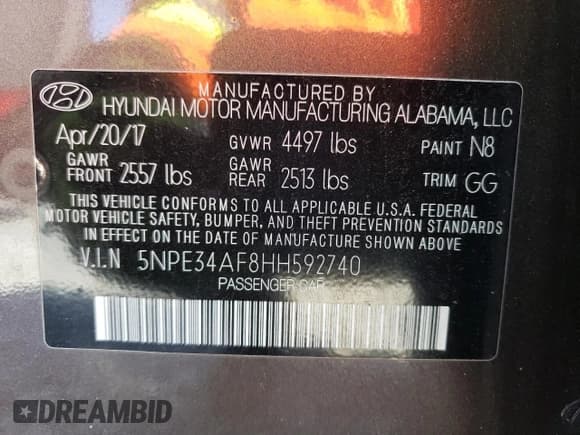 MANUFACTURED BY
HYUNDAI MOTOR MANUFACTURING ALABAMA, LLC
Apr/20/17 GVWR 4497 lbs PAINT N8
GAWR FRONT 2557 lbs GAWR REAR 2513 lbs TRIM GG
THIS VEHICLE CONFORMS TO ALL APPLICABLE U.S.A. FEDERAL
MOTOR VEHICLE SAFETY, BUMPER, AND THEFT PREVENTION STANDARDS
IN EFFECT ON THE DATE OF MANUFACTURE SHOWN ABOVE.
V.I.N 5NPE34AF8HH592740
PASSENGER CAR
DREAMBID